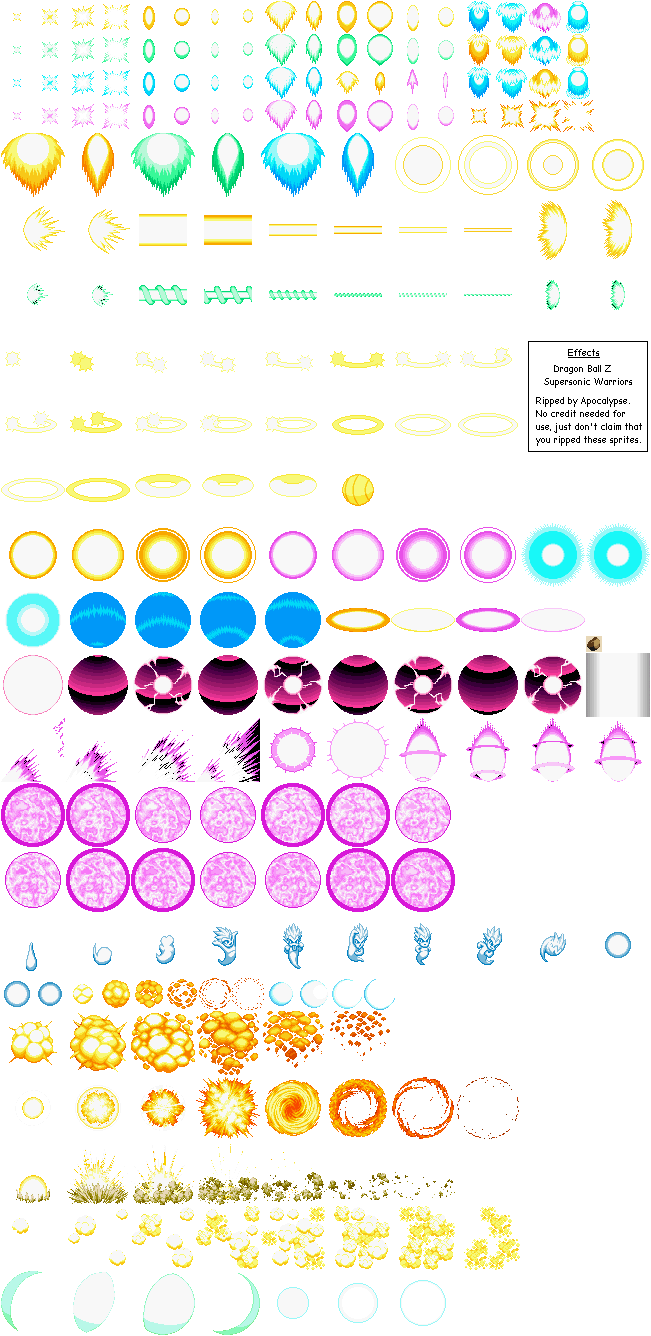 Effects
Dragon Ball Z
Supersonic Warriors
Ripped by Apocalypse.
No credit needed for
use, just don't claim that
you ripped these sprites.